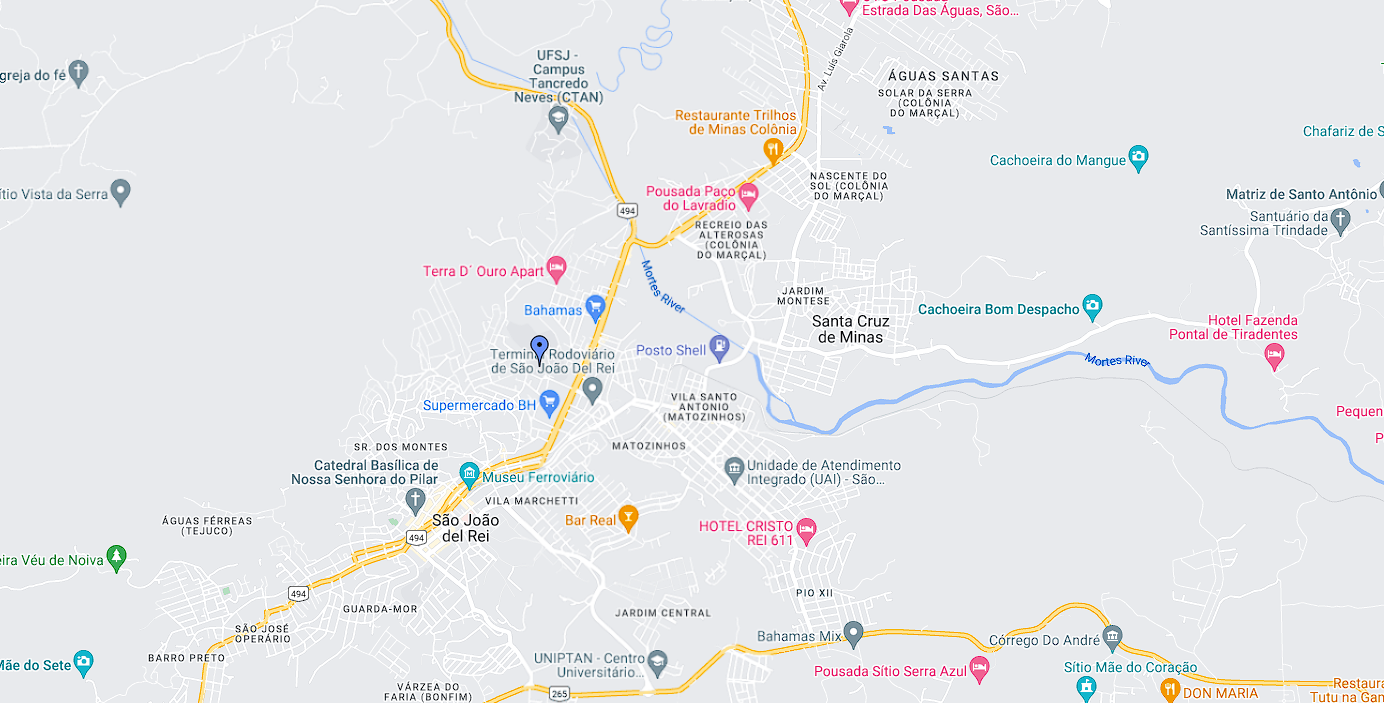 Estrada Das Águas, São...
UFSJ -
Campus
Tancredo
Neves (CTAN)
greja do fé
ÁGUAS SANTAS
SOLAR DA SERRA
(COLÔNIA
DO MARÇAL)
Av. Luís Giarola
Restaurante Trilhos
de Minas Colônia
Chafariz de S
Cachoeira do Mangue
ítio Vista da Serra
NASCENTE DO
SOL (COLÔNIA
DO MARÇAL)
Pousada Paço
do Lavradio
Matriz de Santo Antônio
Santuário da
Santíssima Trindade
494
RECREIO DAS
ALTEROSAS
(COLÔNIA
DO MARÇAL)
Terra D´ Ouro Apart
Mortes River
JARDIM
MONTESE
Bahamas
Cachoeira Bom Despacho
Santa Cruz
de Minas
Hotel Fazenda
Pontal de Tiradentes
Posto Shell
Rodoviário
de São João Del Rei
Mortes River
Supermercado BH
VILA SANTO
ANTONIO
(MATOZINHOS)
Pequen
P
MATOZINHOS
SR. DOS MONTES
Catedral Basílica de
Nossa Senhora do Pilar
Museu Ferroviário
Unidade de Atendimento
Integrado (UAI) - São...
VILA MARCHETTI
ÁGUAS FÉRREAS
(TEJUCO)
São João
del Rei
Bar Real
HOTEL CRISTO
REI 611
494
eira Véu de Noiva
494
PIO XII
GUARDA-MOR
JARDIM CENTRAL
SÃO JOSÉ
OPERÁRIO
Bahamas Mix
Córrego Do André
BARRO PRETO
Mãe do Sete
UNIPTAN - Centro
Universitário...
Pousada Sítio Serra Azul
Sítio Mãe do Coração
VÁRZEA DO
FARIA (BONFIM)
265
DON MARIA
Restaura
Tutu na Gar